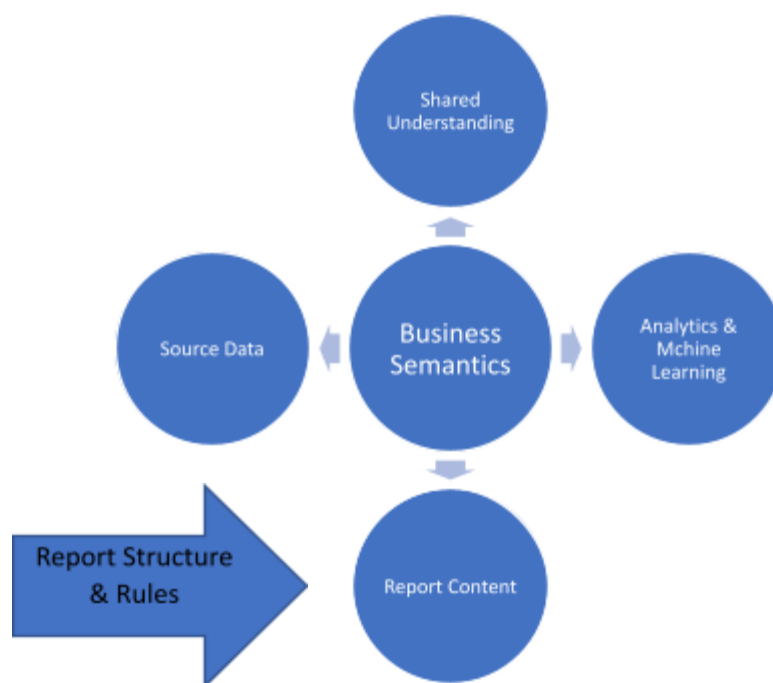 Shared
Understanding
Source Data
Business
Semantics
Analytics &
Mchine
Learning
Report Structure
& Rules
Report Content